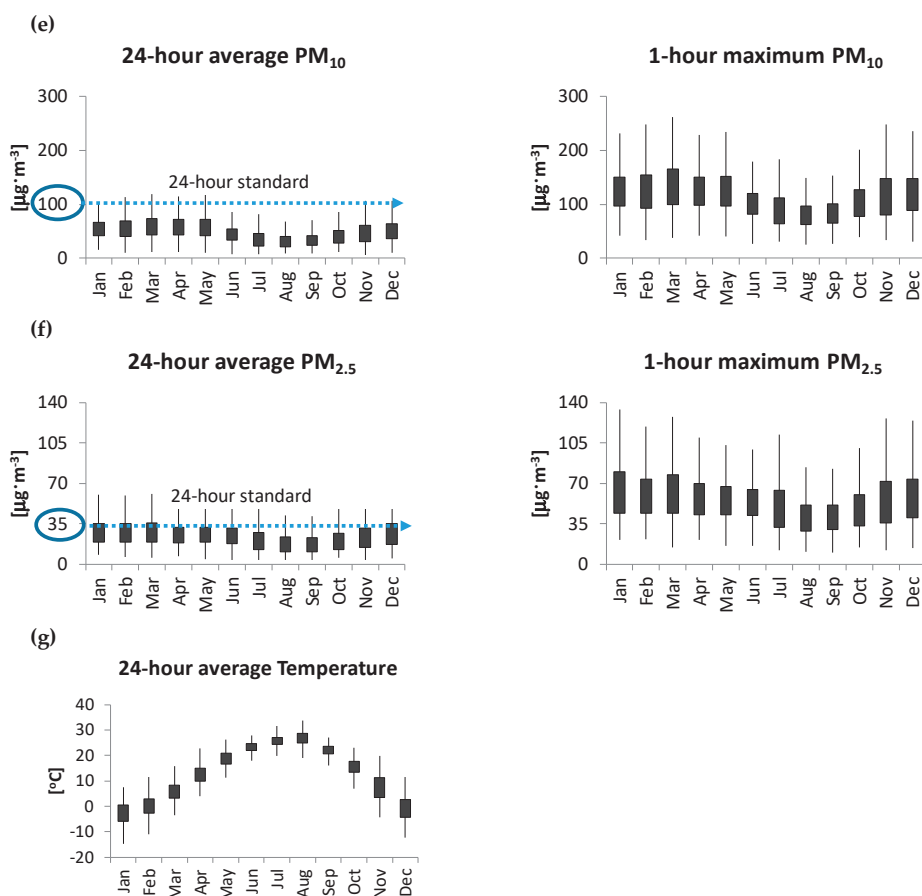 (e)
24-hour average PM10
300
200
100
0
[µg·m-3]
24-hour standard
Jan Feb Mar Apr May Jun Jul Aug Sep Oct Nov Dec
1-hour maximum PM10
300
200
100
0
[µg·m-3]
Jan Feb Mar Apr May Jun Jul Aug Sep Oct Nov Dec
(f)
24-hour average PM2.5
140
105
70
35
0
[µg·m-3]
24-hour standard
Jan Feb Mar Apr May Jun Jul Aug Sep Oct Nov Dec
1-hour maximum PM2.5
140
105
70
35
0
[µg·m-3]
Jan Feb Mar Apr May Jun Jul Aug Sep Oct Nov Dec
(g)
24-hour average Temperature
40
30
20
10
0
-10
-20
[°C]
Jan Feb Mar Apr May Jun Jul Aug Sep Oct Nov Dec